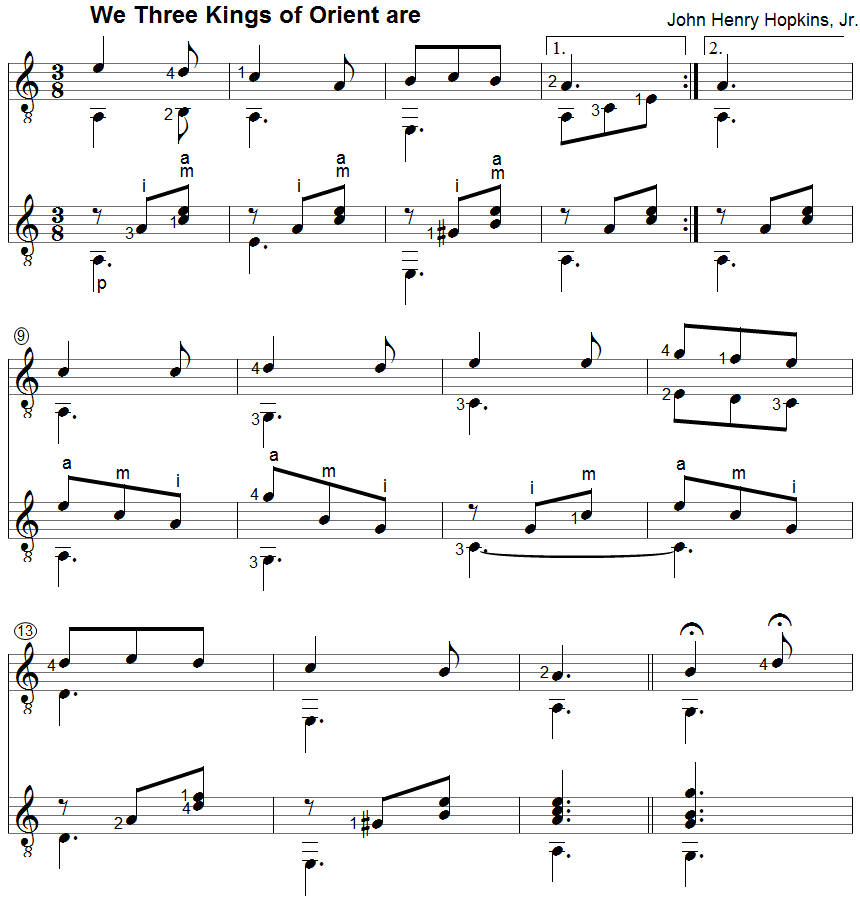 We Three Kings of Orient are
John Henry Hopkins, Jr.
1. 2.
3 8 4 1 2
2 3 1
a a a
m m m
i i i
3 8 3 1 1
p
9
4 4 1
3 3 2 3
a m i a m i i m a m i
4 1
3 3
13
4 2 4
1
2 4 1